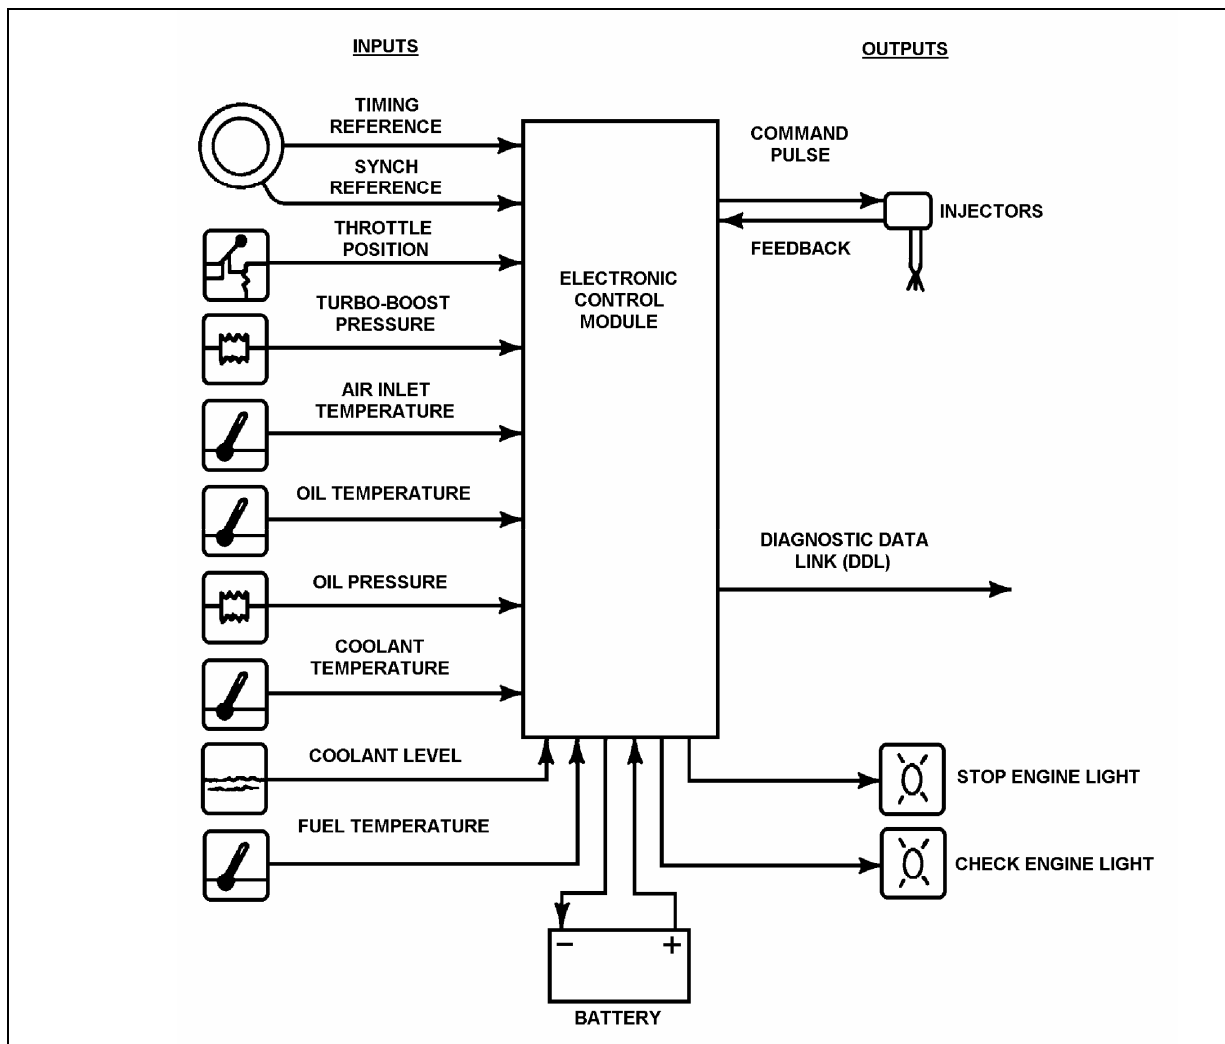 INPUTS
OUTPUTS
TIMING
REFERENCE
SYNCH
REFERENCE
THROTTLE
POSITION
TURBO-BOOST
PRESSURE
AIR INLET
TEMPERATURE
OIL TEMPERATURE
OIL PRESSURE
COOLANT
TEMPERATURE
COOLANT LEVEL
FUEL TEMPERATURE
ELECTRONIC
CONTROL
MODULE
COMMAND
PULSE
INJECTORS
FEEDBACK
DIAGNOSTIC DATA
LINK (DDL)
STOP ENGINE LIGHT
CHECK ENGINE LIGHT
− +
BATTERY